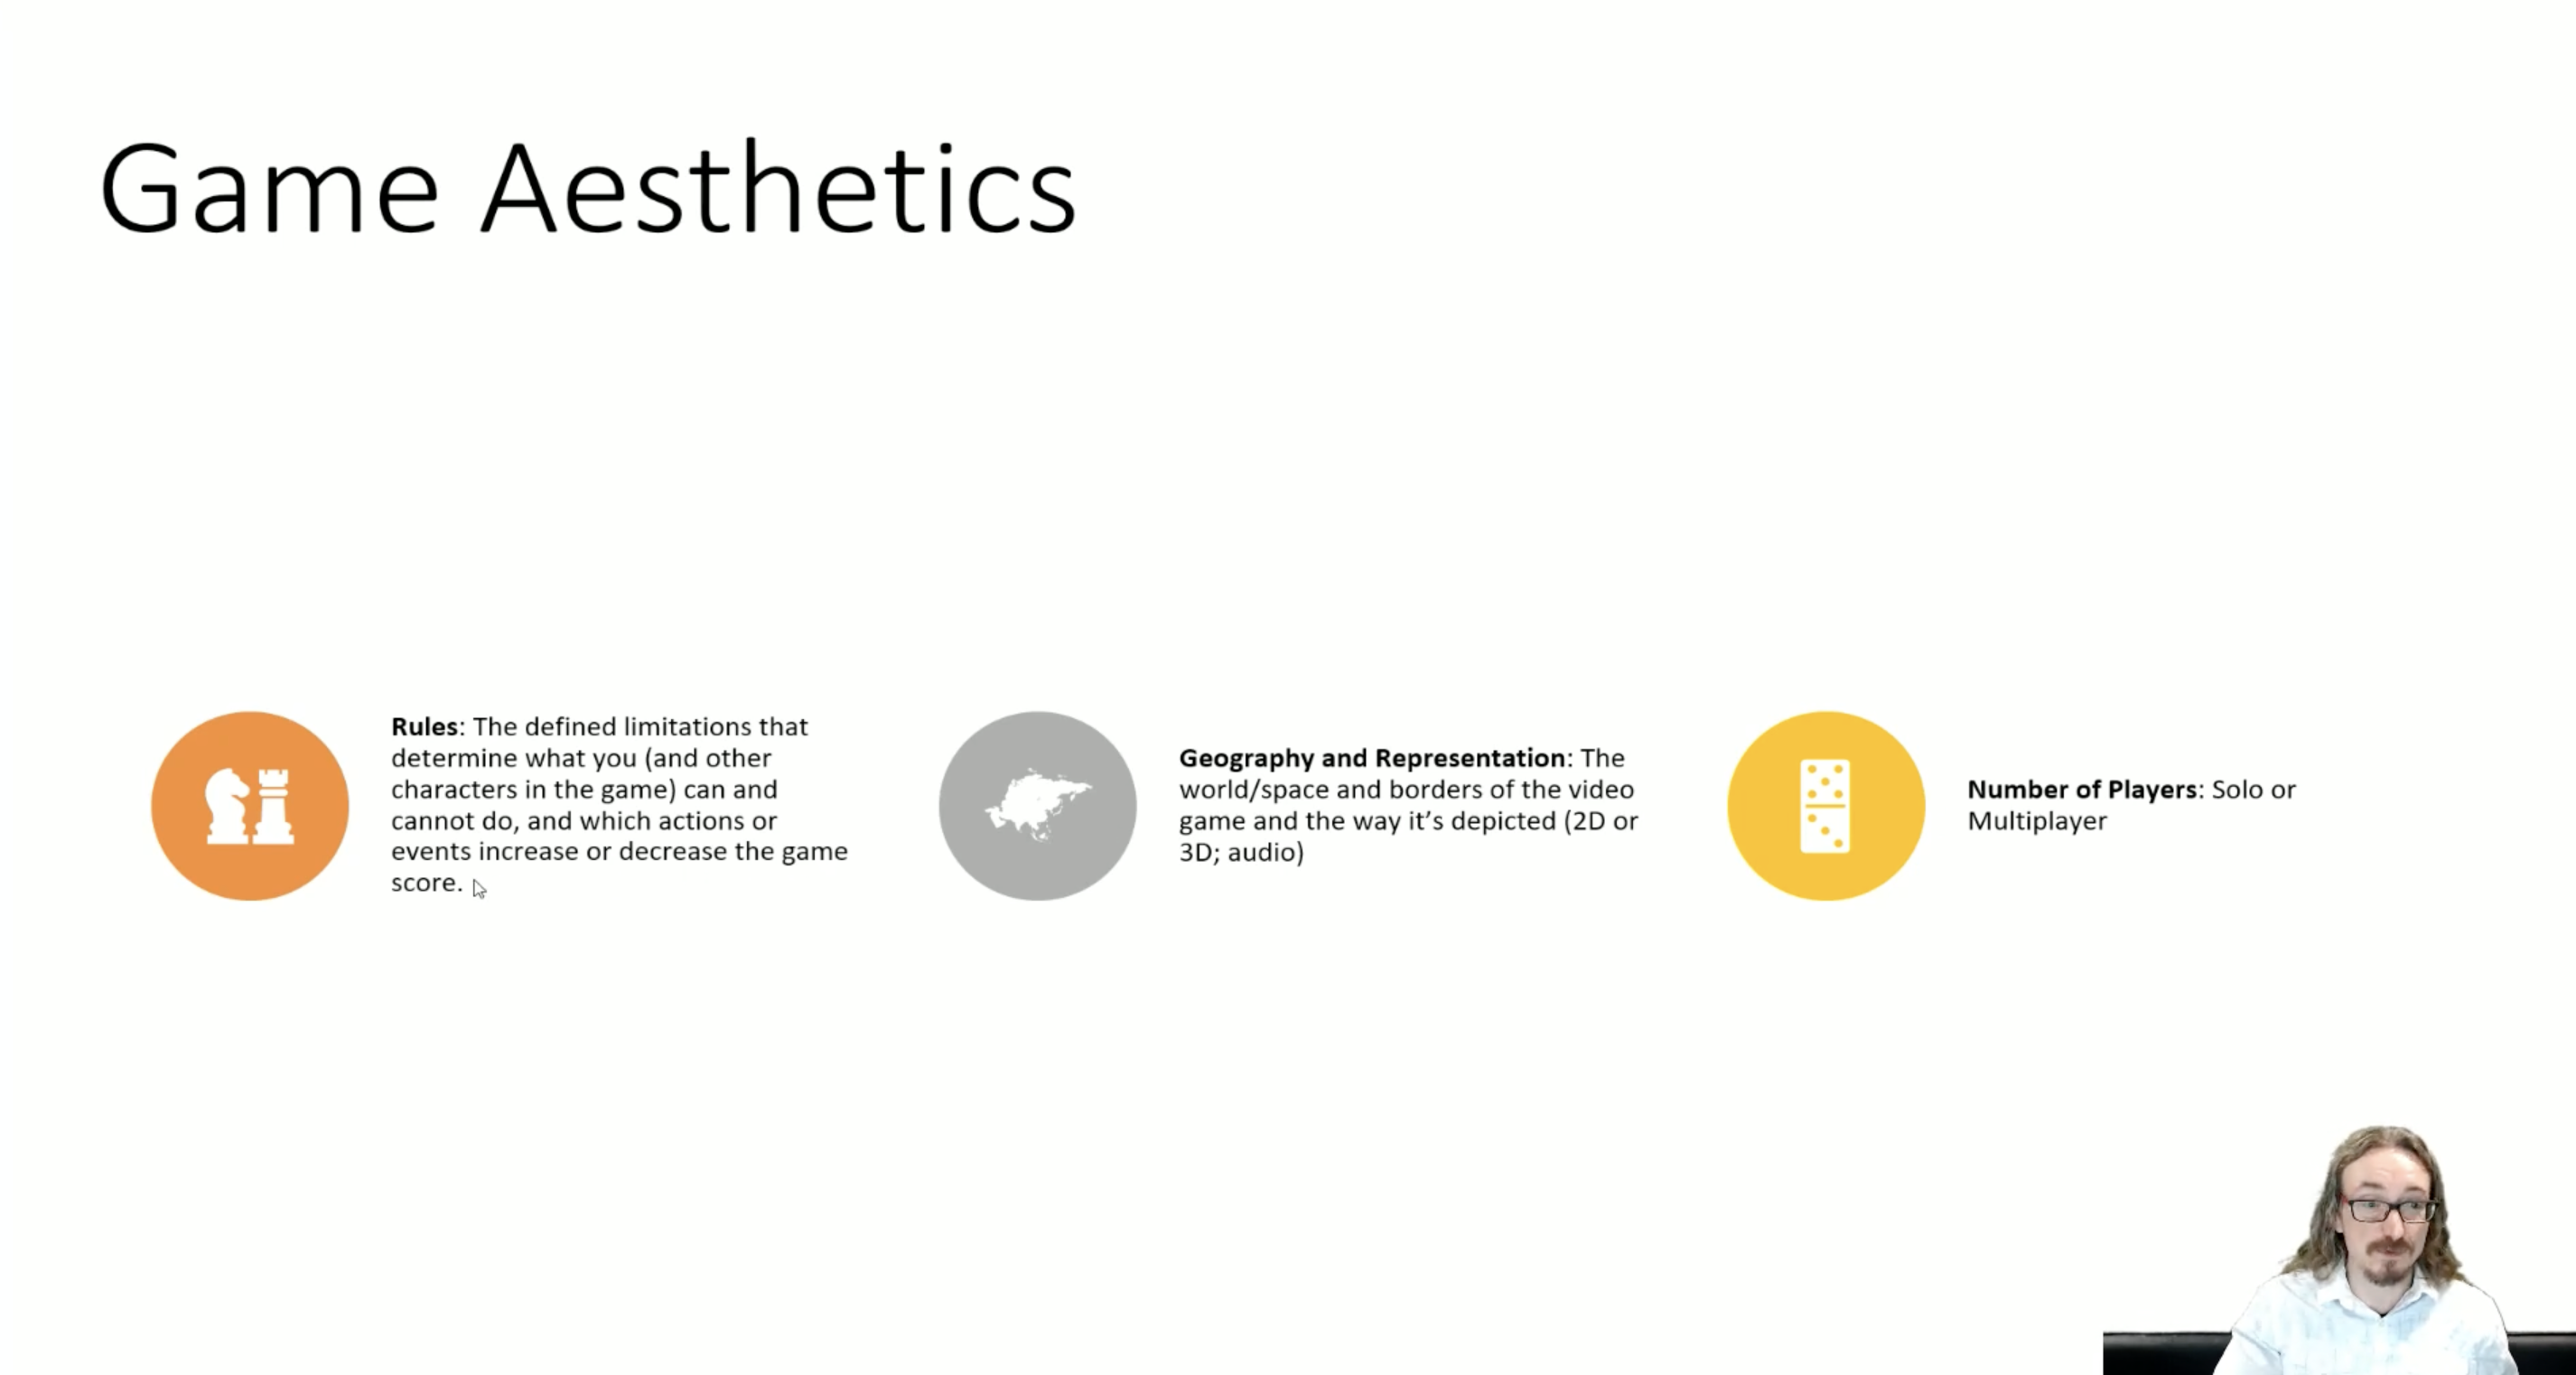 Game Aesthetics
Rules: The defined limitations that
determine what you (and other
characters in the game) can and
cannot do, and which actions or
events increase or decrease the game
score.
Geography and Representation: The
world/space and borders of the video
game and the way it's depicted (2D or
3D; audio)
Number of Players: Solo or
Multiplayer